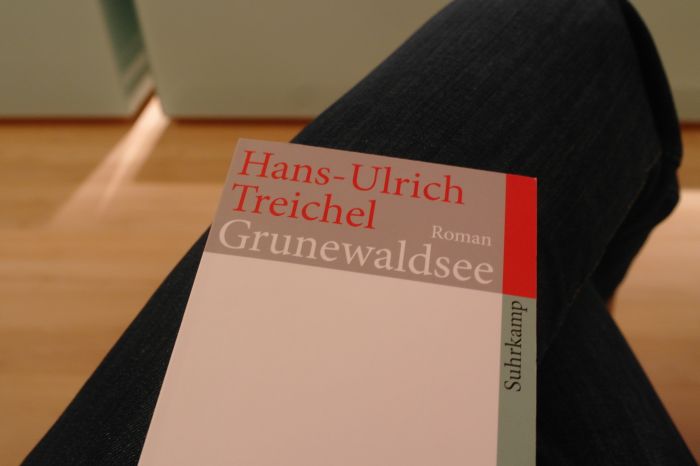 Hans-Ulrich
Treichel
Roman
Grunewaldsee
Suhrkamp